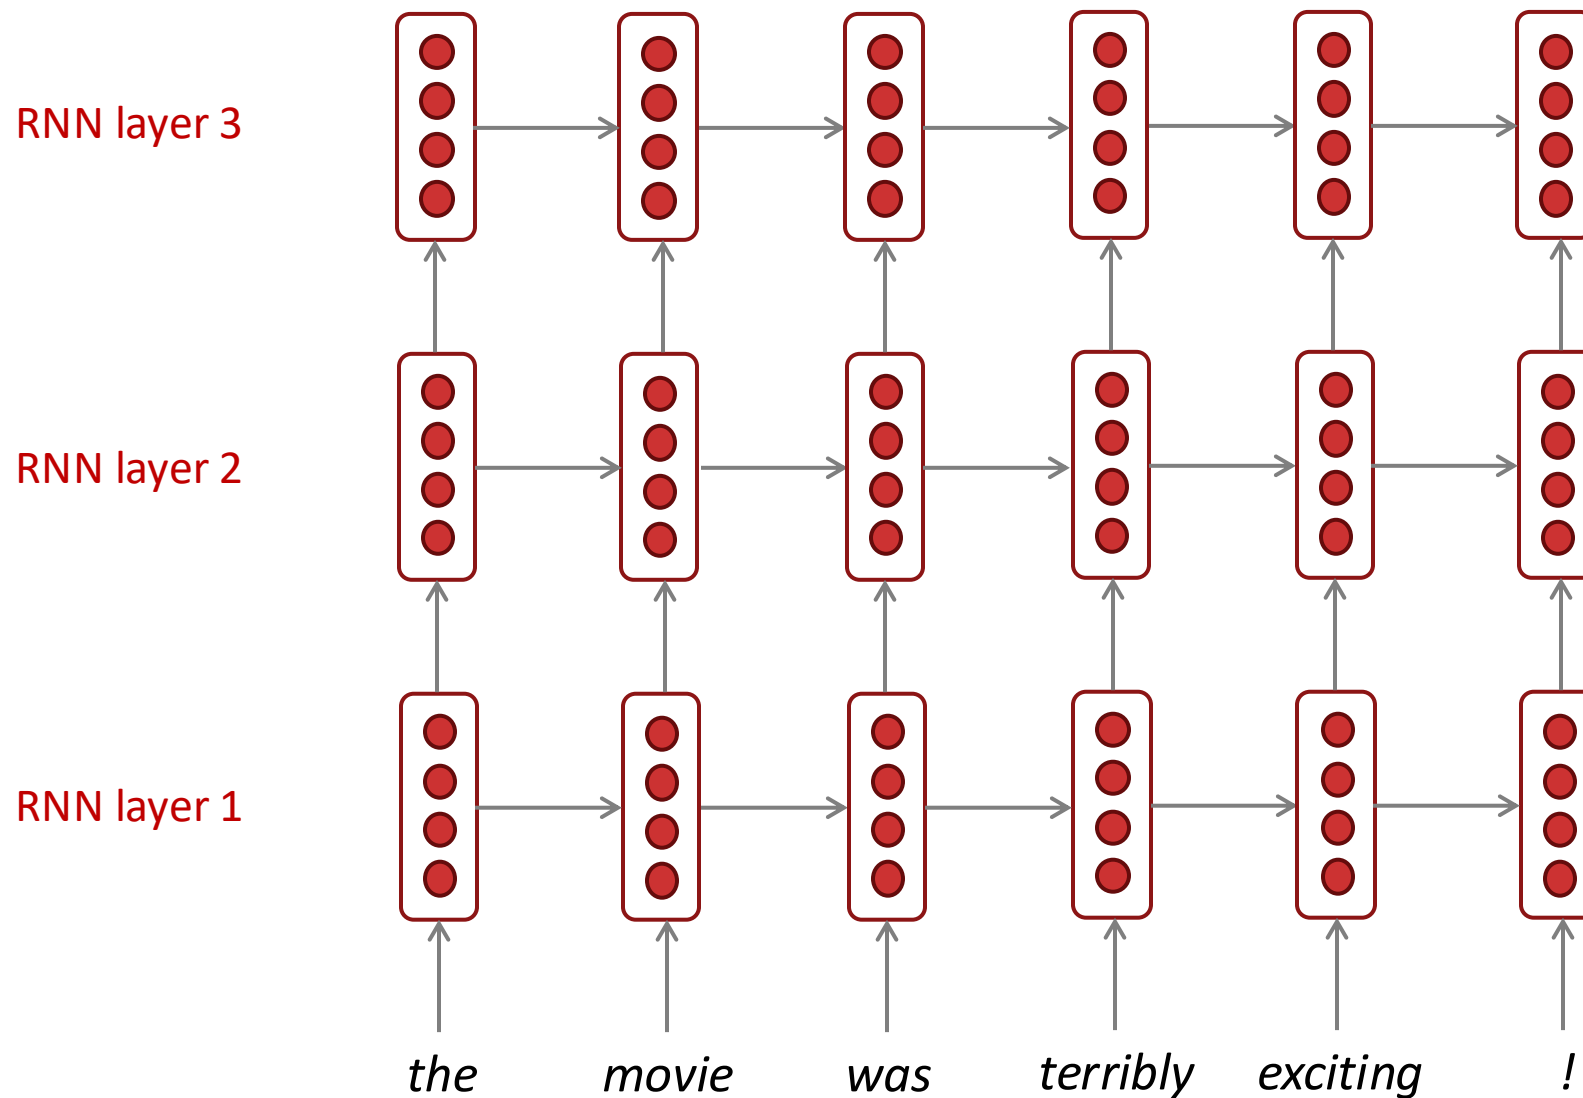 RNN layer 3
RNN layer 2
RNN layer 1
the movie was terribly exciting !